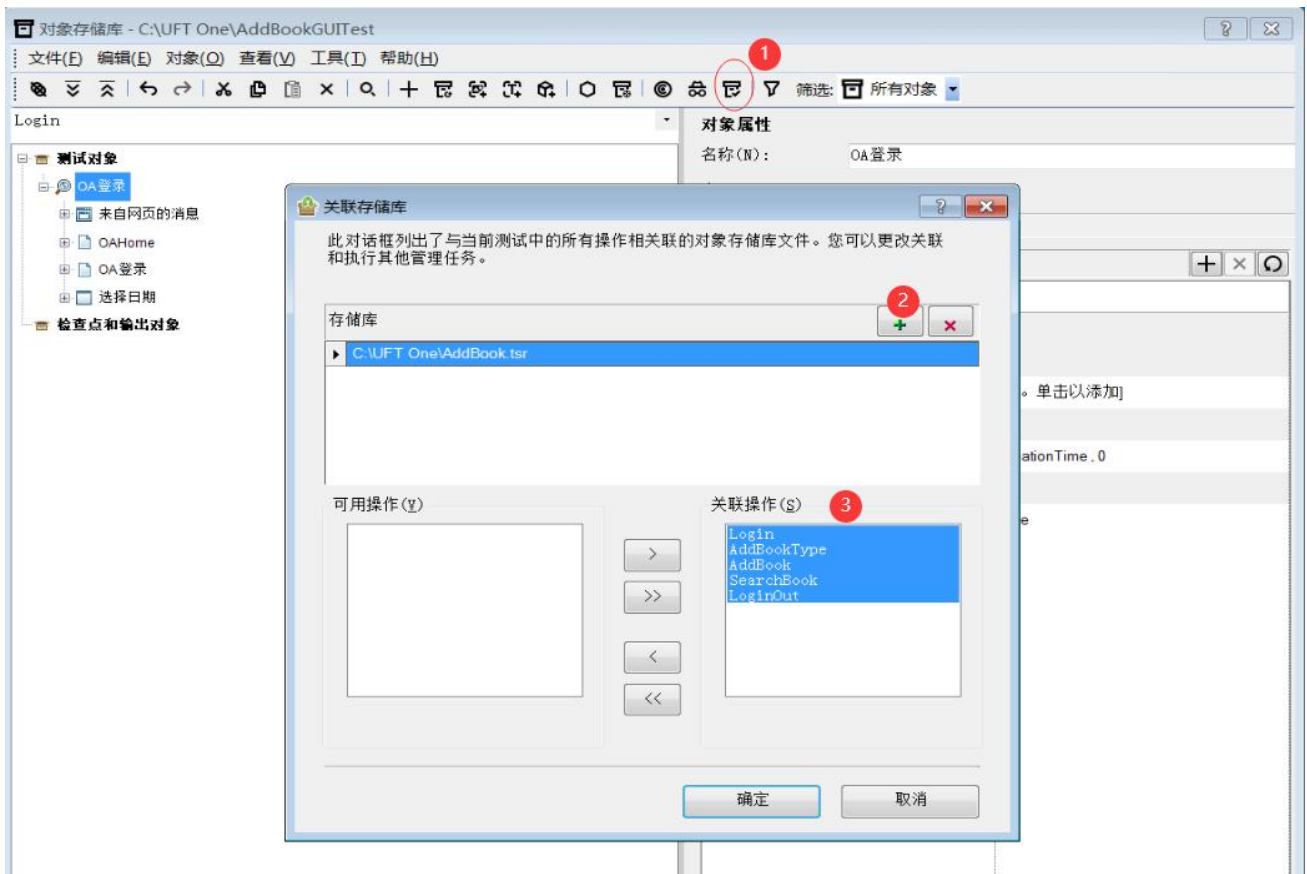 对象存储库 - C:\UFT One\AddBookGUITest
文件(F) 编辑(E) 对象(O) 查看(V) 工具(T) 帮助(H)
1
筛选: 所有对象
Login
对象属性
名称(N): OA登录
测试对象
OA登录
来自网页的消息
OAHome
OA登录
选择日期
检查点和输出对象
关联存储库
此对话框列出了与当前测试中的所有操作相关联的对象存储库文件。您可以更改关联
和执行其他管理任务。
2
存储库
C:\UFT One\AddBook.tsr
。单击以添加]
ationTime , 0
e
可用操作(V)
关联操作(S)
3
>
>>
<
<<
Login
AddBookType
AddBook
SearchBook
LoginOut
确定
取消